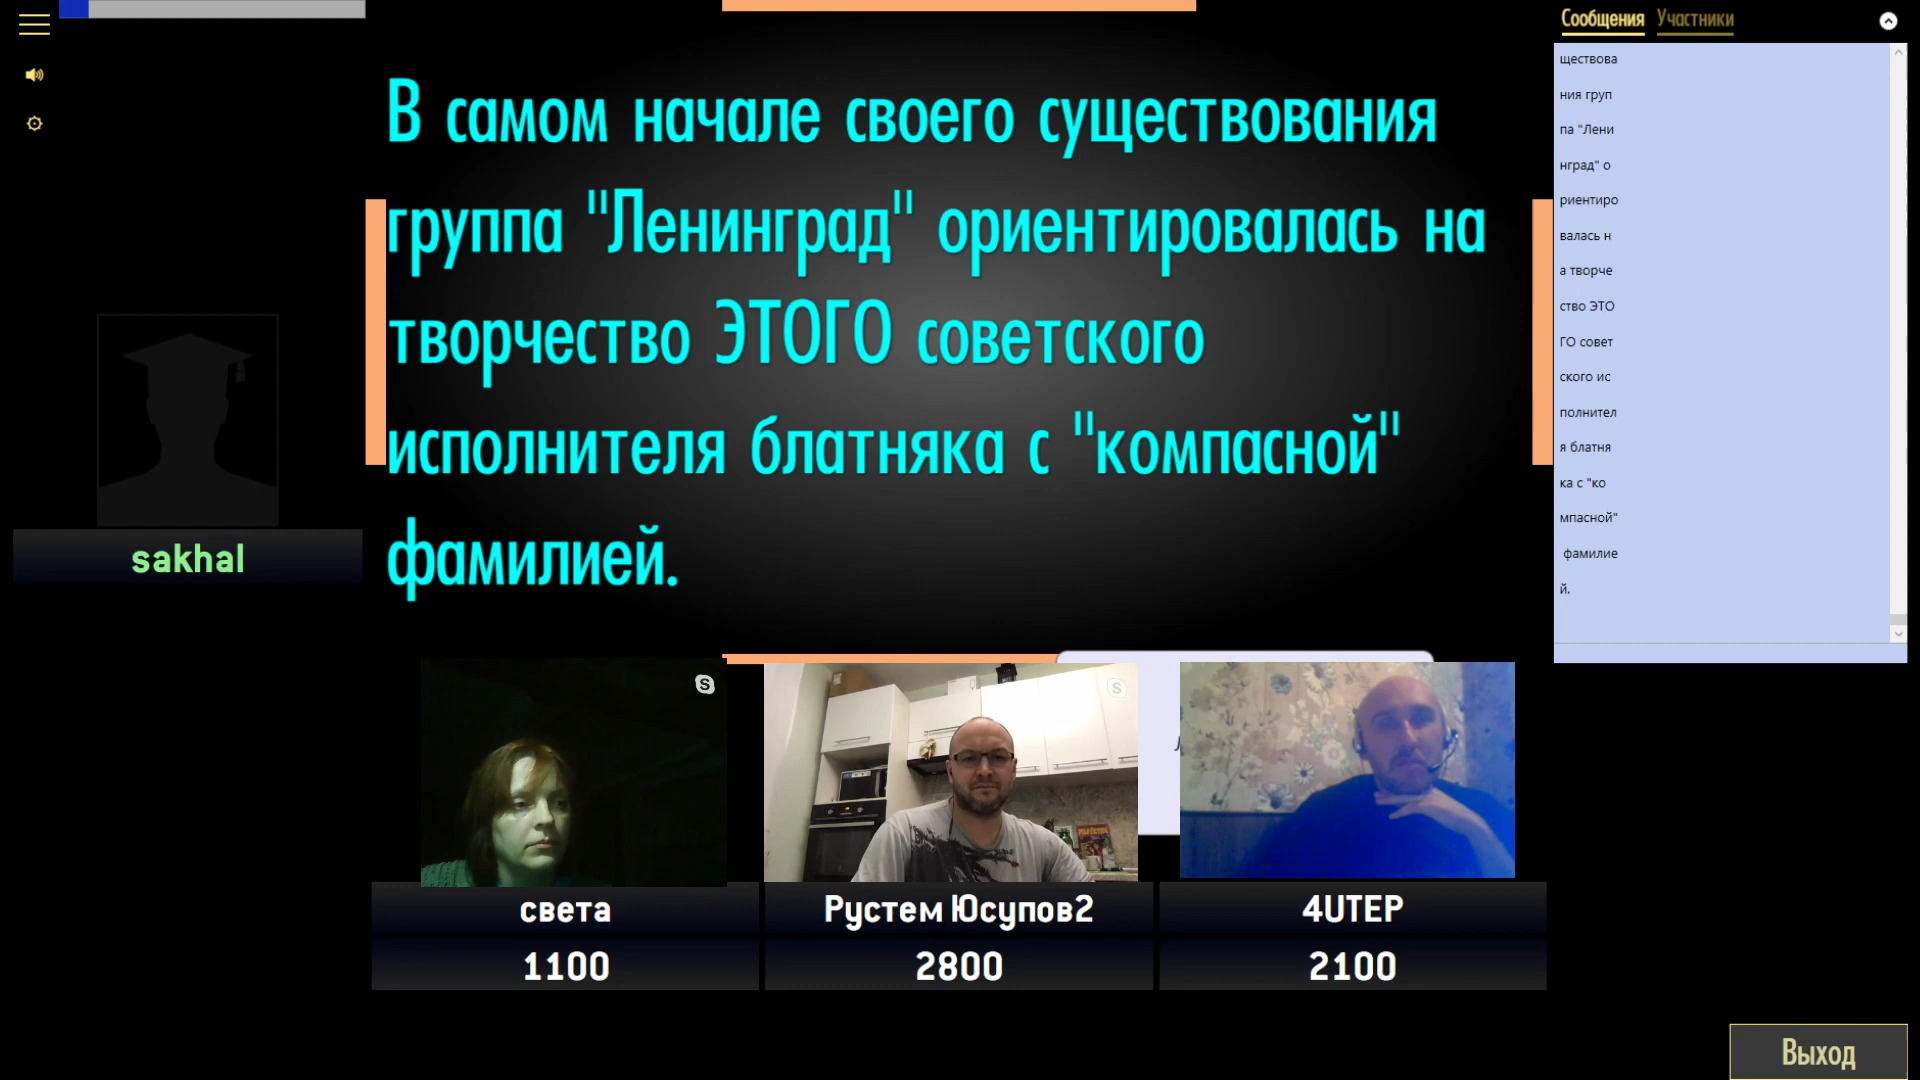 В самом начале своего существования
группа "Ленинград" ориентировалась на
творчество ЭТОГО советского
исполнителя блатняка с "компасной"
фамилией.
Сообщения Участники
ществова
ния груп
па "Лени
нград" о
риентиро
валась н
а творче
ство ЭТО
ГО совет
ского ис
полнител
я блатня
ка с "ко
мпасной"
фамилие
й.
sakhal
света
1100
Рустем Юсупов2
2800
4UTEP
2100
Выход